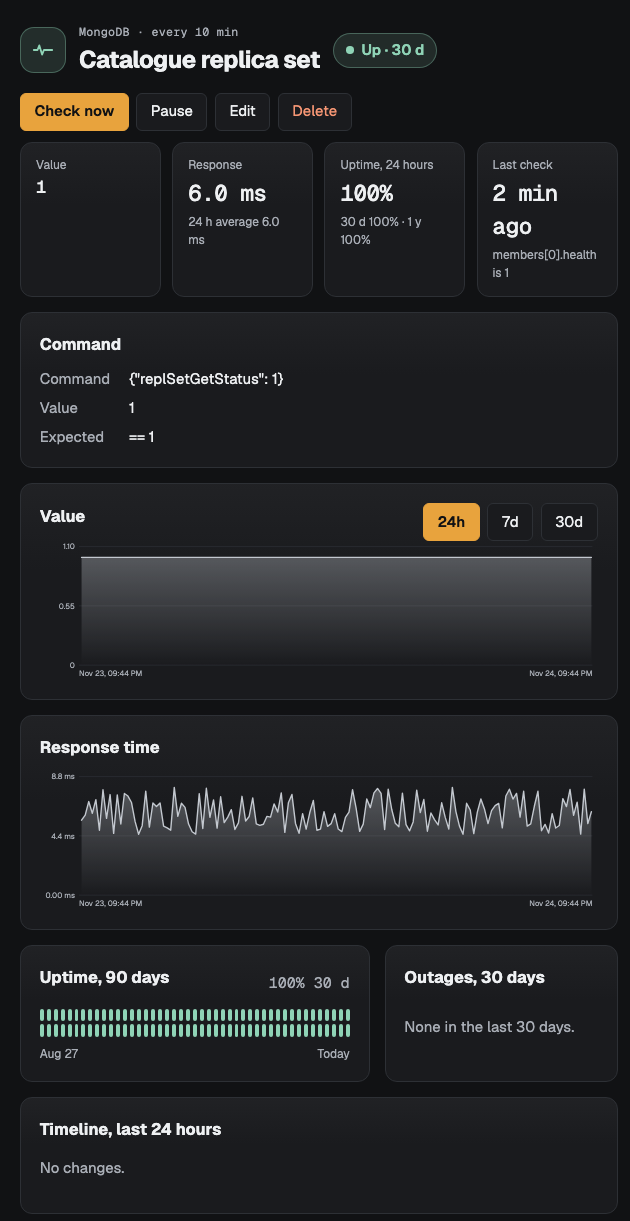 MongoDB · every 10 min
Catalogue replica set
Up · 30 d
Check now
Pause
Edit
Delete
Value
1
Response
6.0 ms
24 h average 6.0
ms
Uptime, 24 hours
100%
30 d 100% · 1 y
100%
Last check
2 min
ago
members[0].health
is 1
Command
Command {"replSetGetStatus": 1}
Value 1
Expected == 1
Value
24h
7d
30d
1.10
0.55
0
Nov 23, 09:44 PM
Nov 24, 09:44 PM
Response time
8.8 ms
4.4 ms
0.00 ms
Nov 23, 09:44 PM
Nov 24, 09:44 PM
Uptime, 90 days
100% 30 d
Aug 27
Today
Outages, 30 days
None in the last 30 days.
Timeline, last 24 hours
No changes.